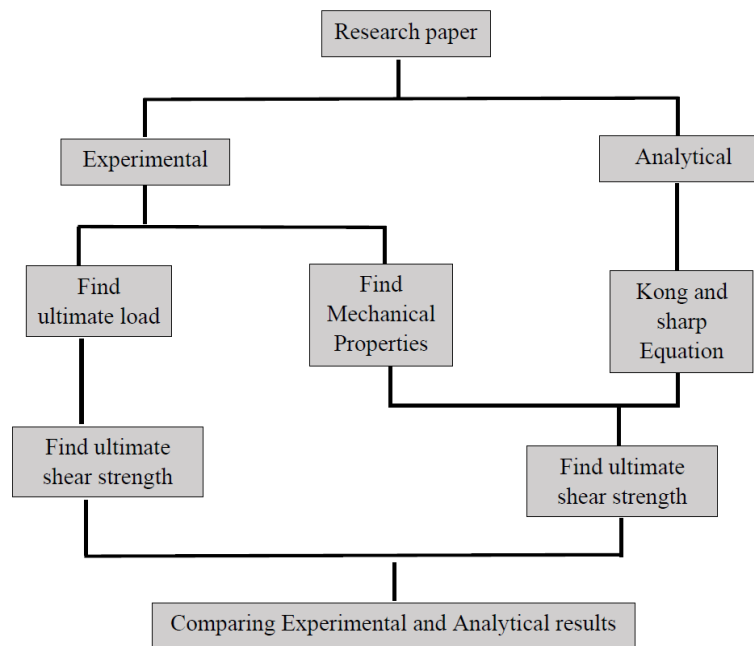 Research paper
Experimental
Analytical
Find
ultimate load
Find
Mechanical
Properties
Kong and
sharp
Equation
Find ultimate
shear strength
Find ultimate
shear strength
Comparing Experimental and Analytical results